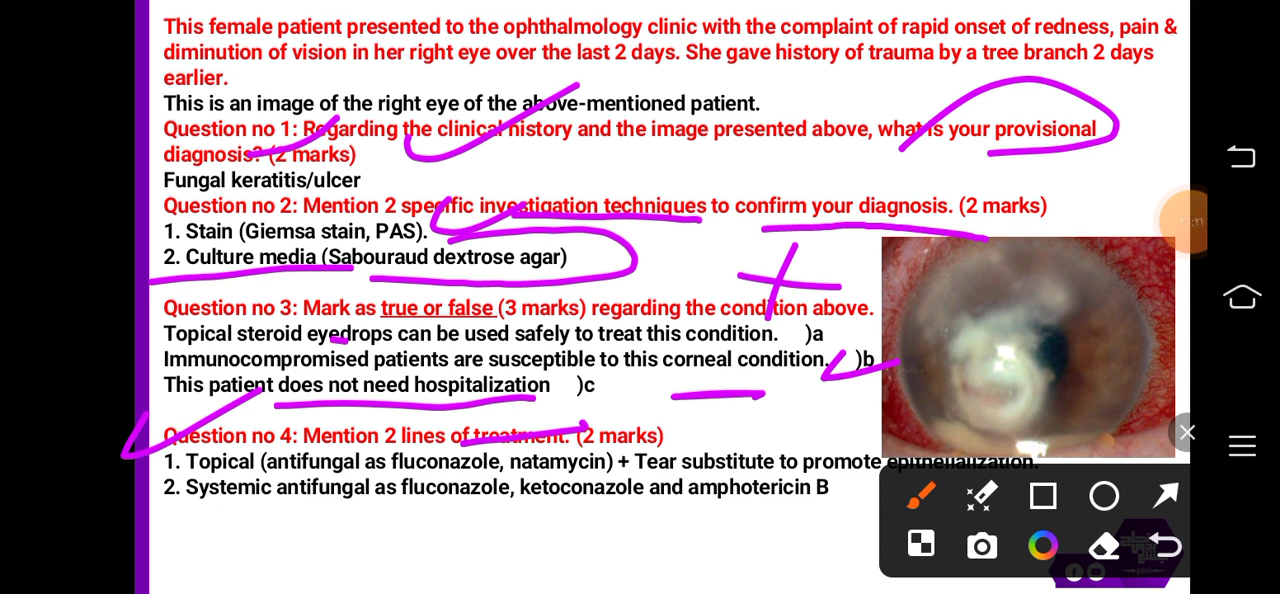 This female patient presented to the ophthalmology clinic with the complaint of rapid onset of redness, pain &
diminution of vision in her right eye over the last 2 days. She gave history of trauma by a tree branch 2 days
earlier.
This is an image of the right eye of the above-mentioned patient.
Question no 1: Regarding the clinical history and the image presented above, what is your provisional
diagnosis? (2 marks)
Fungal keratitis/ulcer
Question no 2: Mention 2 specific investigation techniques to confirm your diagnosis. (2 marks)
1. Stain (Giemsa stain, PAS).
2. Culture media (Sabouraud dextrose agar)
Question no 3: Mark as true or false (3 marks) regarding the condition above.
Topical steroid eyedrops can be used safely to treat this condition. )a
Immunocompromised patients are susceptible to this corneal condition. )b
This patient does not need hospitalization )c
Question no 4: Mention 2 lines of treatment. (2 marks)
1. Topical (antifungal as fluconazole, natamycin) + Tear substitute to promote epithelialization.
2. Systemic antifungal as fluconazole, ketoconazole and amphotericin B